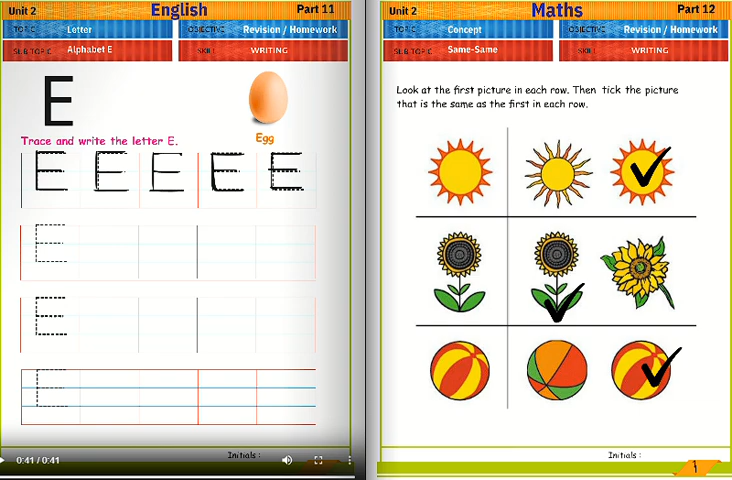 Unit 2 English Part 11
TOPIC Letter OBJECTIVE Revision / Homework
SUB TOPIC Alphabet E SKILL WRITING
E
Egg
Trace and write the letter E.
E E E E E
E
E
E
Initials :
0:41 / 0:41
Unit 2 Maths Part 12
TOPIC Concept OBJECTIVE Revision / Homework
SUB TOPIC Same-Same SKILL WRITING
Look at the first picture in each row. Then tick the picture
that is the same as the first in each row.
Initials :
1